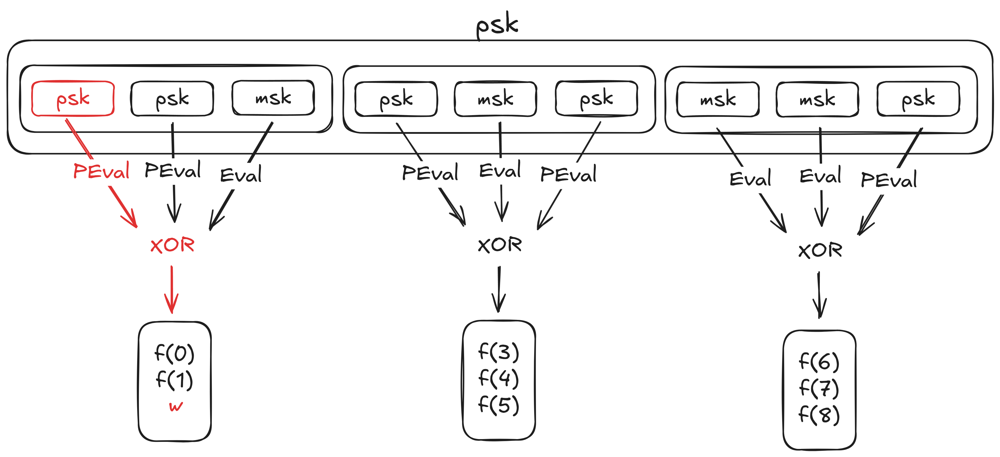 psk
psk psk msk psk msk psk msk msk psk
PEval PEval Eval PEval Eval PEval Eval Eval PEval
XOR XOR XOR
f(0)
f(1)
w
f(3)
f(4)
f(5)
f(6)
f(7)
f(8)